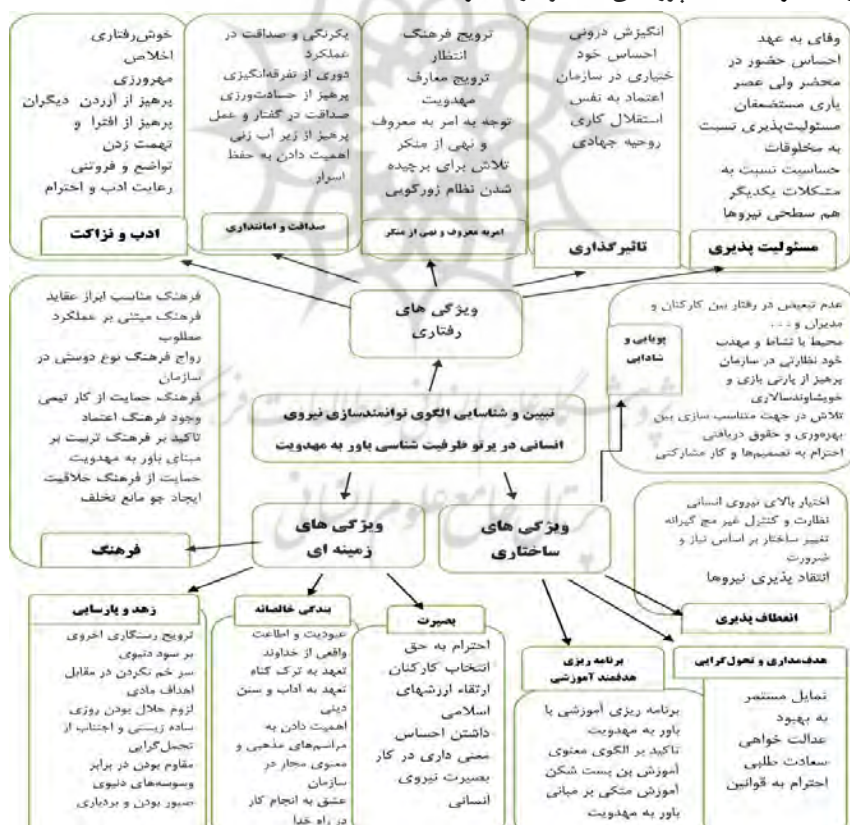 وفای به عهد
احساس حضور در
محضر ولی عصر
یاری مستضعفان
مسئولیت‌پذیری نسبت
به مخلوقات
حساسیت نسبت به
مشکلات یکدیگر
هم سطحی نیروها
مسئولیت پذیری
انگیزش درونی
احساس خود
ختیاری در سازمان
اعتماد به نفس
استقلال کاری
روحیه جهادی
تاثیرگذاری
ترویج فرهنگ
انتظار
ترویج معارف
مهدویت
توجه به امر به معروف
و نهی از منکر
تلاش برای برچیده
شدن نظام زورگویی
امربه معروف و نهی از منکر
یکرنگی و صداقت در
عملکرد
دوری از تفرقه‌انگیزی
پرهیز از حسادت‌ورزی
صداقت در گفتار و عمل
پرهیز از زیر آب زنی
اهمیت دادن به حفظ
اسرار
صداقت و امانتداری
خوش‌رفتاری
اخلاص
مهرورزی
پرهیز از آزردن دیگران
پرهیز از افترا و
تهمت زدن
تواضع و فروتنی
رعایت ادب و احترام
ادب و نزاکت
ویژگی های
رفتاری
عدم تبعیض در رفتار بین کارکنان و
مدیران و . . .
محیط با نشاط و مهذب
خود نظارتی در سازمان
پرهیز از پارتی بازی و
خویشاوندسالاری
تلاش در جهت متناسب سازی بین
بهره‌وری و حقوق دریافتی
احترام به تصمیم‌ها و کار مشارکتی
پویایی و
شادابی
فرهنگ مناسب ابراز عقاید
فرهنگ مبتنی بر عملکرد
مطلوب
رواج فرهنگ نوع دوستی در
سازمان
فرهنگ حمایت از کار تیمی
وجود فرهنگ اعتماد
تاکید بر فرهنگ تربیت بر
مبنای باور به مهدویت
حمایت از فرهنگ خلاقیت
ایجاد جو مانع تخلف
فرهنگ
تبیین و شناسایی الگوی توانمندسازی نیروی
انسانی در پرتو ظرفیت شناسی باور به مهدویت
پژوهشگاه علوم انسانی و مطالعات فرهنگی
پرتال جامع علوم انسانی
ویژگی های
ساختاری
ویژگی های
زمینه ای
اختیار بالای نیروی انسانی
نظارت و کنترل غیر مچ گیرانه
تغییر ساختار بر اساس نیاز و
ضرورت
انتقاد پذیری نیروها
انعطاف پذیری
هدف‌مداری و تحول‌گرایی
تمایل مستمر
به بهبود
عدالت خواهی
سعادت طلبی
احترام به قوانین
برنامه ریزی
هدفمند آموزشی
برنامه ریزی آموزشی با
باور به مهدویت
تاکید بر الگوی معنوی
آموزش بن بست شکن
آموزش متکی بر مبانی
باور به مهدویت
بصیرت
احترام به حق
انتخاب کارکنان
ارتقاء ارزشهای
اسلامی
داشتن احساس
معنی داری در کار
بصیرت نیروی
انسانی
بندگی خالصانه
عبودیت و اطاعت
واقعی از خداوند
تعهد به ترک گناه
تعهد به اداب و سنن
دینی
اهمیت دادن به
مراسم‌های مذهبی و
معنوی مجاز در
سازمان
عشق به انجام کار
در راه خدا
زهد و پارسایی
ترویج رستگاری اخروی
بر سود دنیوی
سر خم نکردن در مقابل
اهداف مادی
لزوم حلال بودن روزی
ساده زیستی و اجتناب از
تجمل‌گرایی
مقاوم بودن در برابر
وسوسه‌های دنیوی
صبور بودن و بردباری